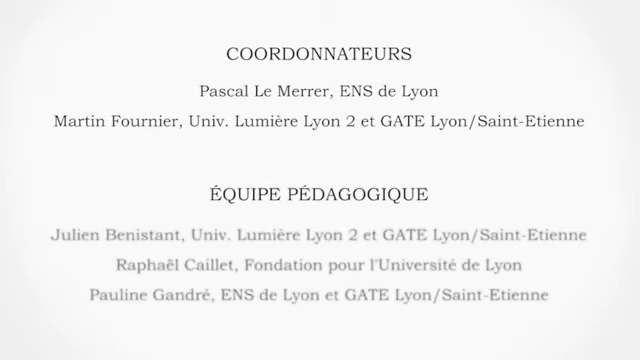 COORDONNATEURS
Pascal Le Merrer, ENS de Lyon
Martin Fournier, Univ. Lumière Lyon 2 et GATE Lyon/Saint-Etienne
ÉQUIPE PÉDAGOGIQUE
Julien Benistant, Univ. Lumière Lyon 2 et GATE Lyon/Saint-Etienne
Raphaël Caillet, Fondation pour l'Université de Lyon
Pauline Gandré, ENS de Lyon et GATE Lyon/Saint-Etienne